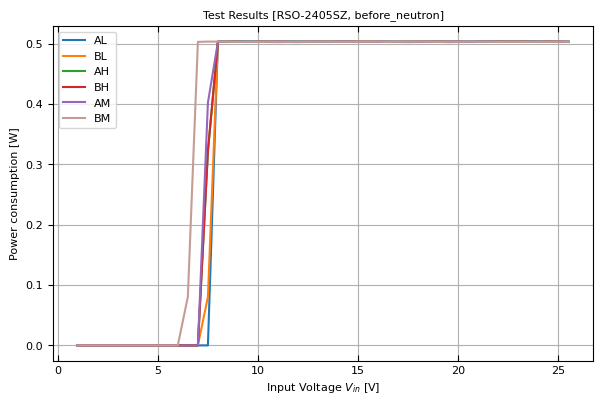 Test Results [RSO-2405SZ, before_neutron]
AL
BL
AH
BH
AM
BM
Power consumption [W]
0.5
0.4
0.3
0.2
0.1
0.0
0 5 10 15 20 25
Input Voltage V_in [V]